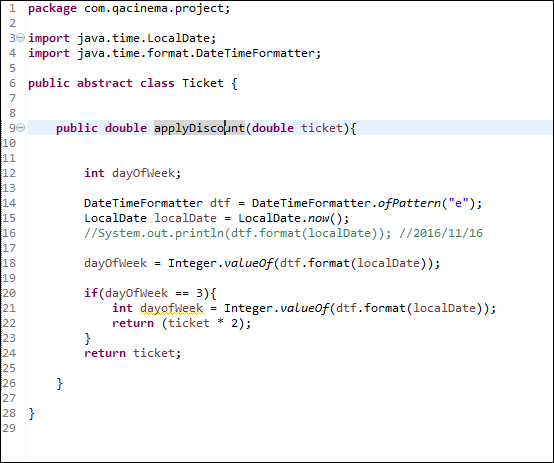 1 package com.qacinema.project;
2
3 import java.time.LocalDate;
4 import java.time.format.DateTimeFormatter;
5
6 public abstract class Ticket {
7
8
9 public double applyDiscount(double ticket){
10
11
12 int dayOfWeek;
13
14 DateTimeFormatter dtf = DateTimeFormatter.ofPattern("e");
15 LocalDate localDate = LocalDate.now();
16 //System.out.println(dtf.format(localDate)); //2016/11/16
17
18 dayOfWeek = Integer.valueOf(dtf.format(localDate));
19
20 if(dayOfWeek == 3){
21 int dayofWeek = Integer.valueOf(dtf.format(localDate));
22 return (ticket * 2);
23 }
24 return ticket;
25
26 }
27
28 }
29